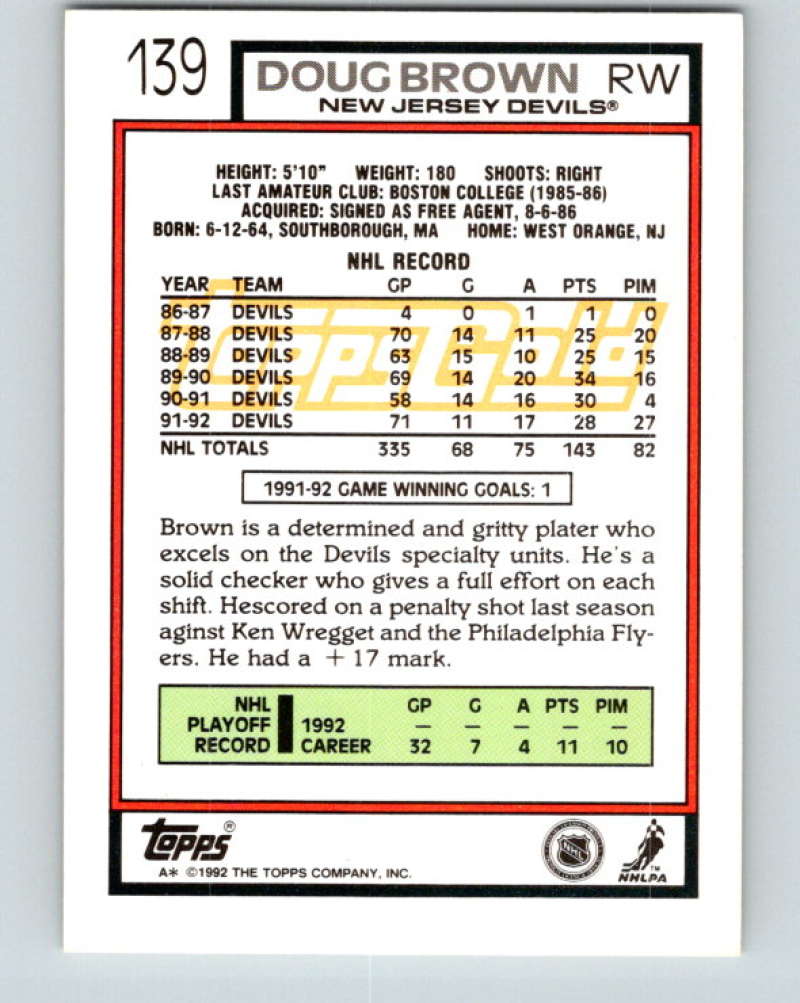 139
DOUG BROWN RW
NEW JERSEY DEVILS®
HEIGHT: 5'10" WEIGHT: 180 SHOOTS: RIGHT
LAST AMATEUR CLUB: BOSTON COLLEGE (1985-86)
ACQUIRED: SIGNED AS FREE AGENT, 8-6-86
BORN: 6-12-64, SOUTHBOROUGH, MA HOME: WEST ORANGE, NJ
NHL RECORD
YEAR TEAM GP G A PTS PIM
86-87 DEVILS 4 0 1 1 0
87-88 DEVILS 70 14 11 25 20
88-89 DEVILS 63 15 10 25 15
89-90 DEVILS 69 14 20 34 16
90-91 DEVILS 58 14 16 30 4
91-92 DEVILS 71 11 17 28 27
Topps Gold
NHL TOTALS 335 68 75 143 82
1991-92 GAME WINNING GOALS: 1
Brown is a determined and gritty plater who
excels on the Devils specialty units. He's a
solid checker who gives a full effort on each
shift. Hescored on a penalty shot last season
aginst Ken Wregget and the Philadelphia Fly-
ers. He had a + 17 mark.
NHL GP G A PTS PIM
PLAYOFF 1992 — — — — —
RECORD CAREER 32 7 4 11 10
TOPPS®
A* ©1992 THE TOPPS COMPANY, INC.
NHL
NHLPA™